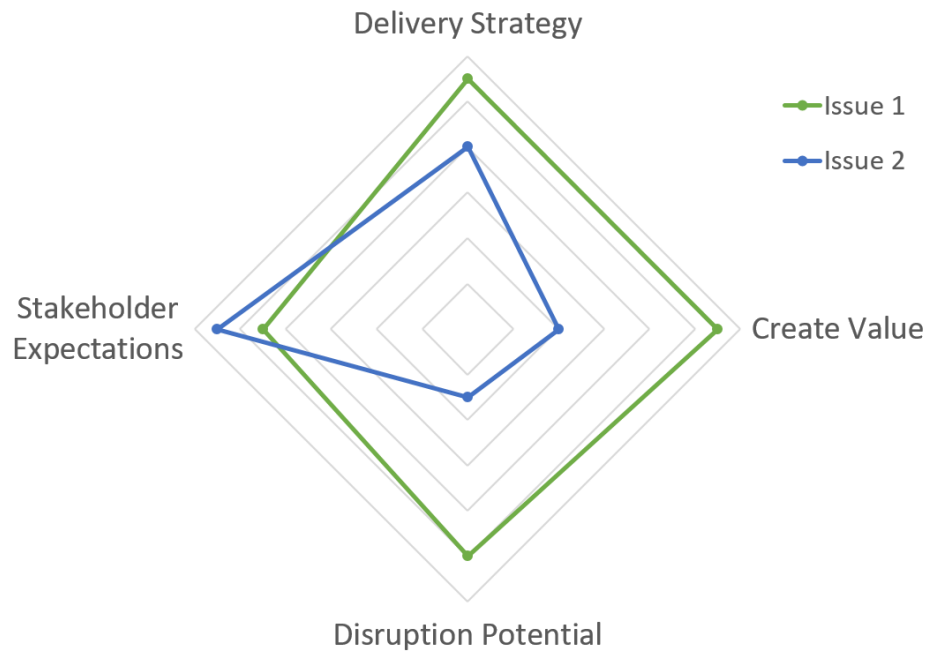 Delivery Strategy
Issue 1
Issue 2
Stakeholder
Expectations
Create Value
Disruption Potential